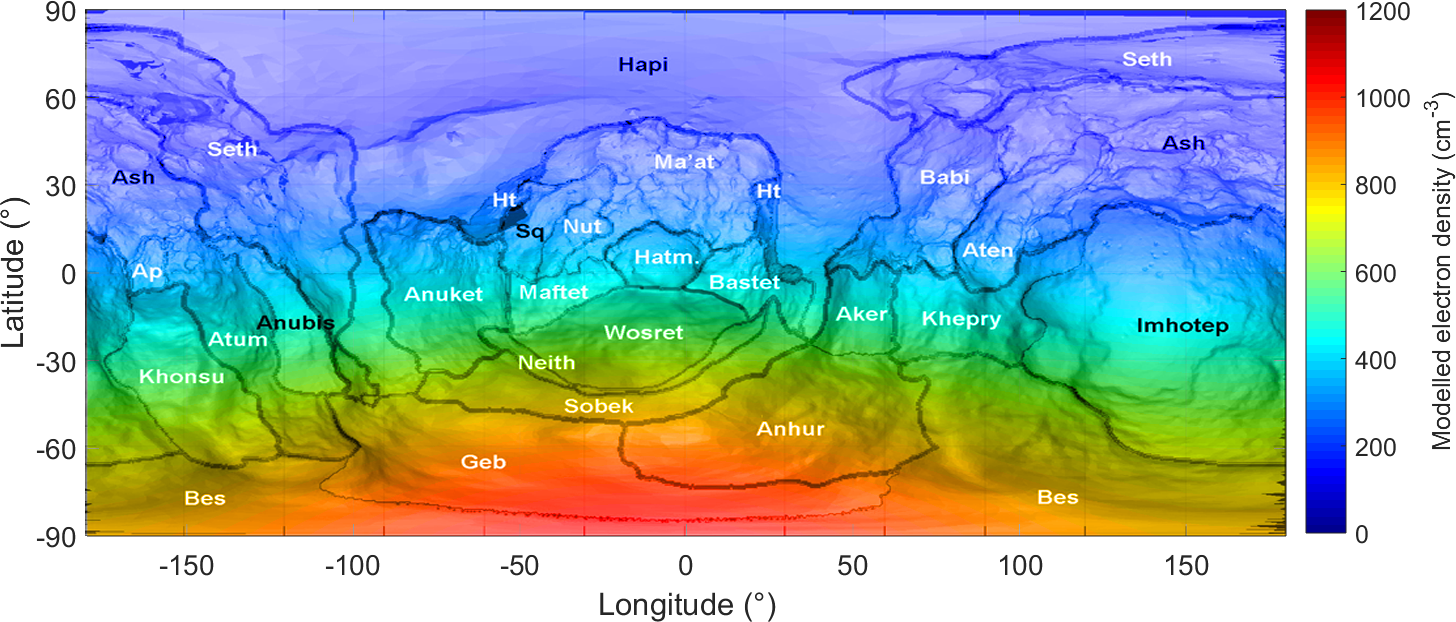 90
60
30
0
-30
-60
-90
Latitude (°)
Hapi
Seth
Seth
Ash
Ma'at
Ash
Ht
Babi
Ht
Sq
Nut
Aten
Hatm.
Ap
Bastet
Anuket
Maftet
Aker
Khepry
Anubis
Imhotep
Atum
Wosret
Neith
Khonsu
Sobek
Anhur
Geb
Bes
Bes
-150
-100
-50
0
50
100
150
Longitude (°)
1200
1000
800
600
400
200
0
Modelled electron density (cm-3)